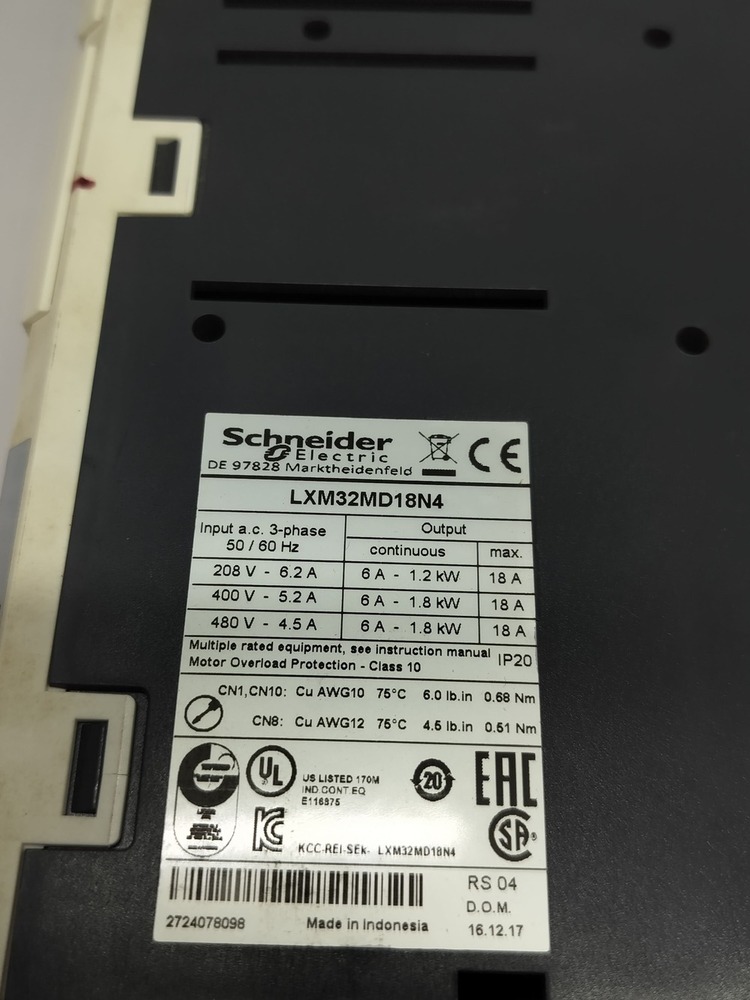 Schneider
Electric
DE 97828 Marktheidenfeld
CE
LXM32MD18N4
Input a.c. 3-phase
50 / 60 Hz
Output
continuous
max.
208 V - 6.2 A 6 A - 1.2 kW 18 A
400 V - 5.2 A 6 A - 1.8 kW 18 A
480 V - 4.5 A 6 A - 1.8 kW 18 A
Multiple rated equipment, see instruction manual
Motor Overload Protection - Class 10
IP20
CN1,CN10: Cu AWG10 75°C 6.0 lb.in 0.68 Nm
CN8: Cu AWG12 75°C 4.5 lb.in 0.51 Nm
UL
US LISTED 170M
IND.CONT.EQ
E116875
20
EAC
KC
KCC-REI-SEk- LXM32MD18N4
SA®
RS 04
D.O.M.
2724078098 Made in Indonesia 16.12.17